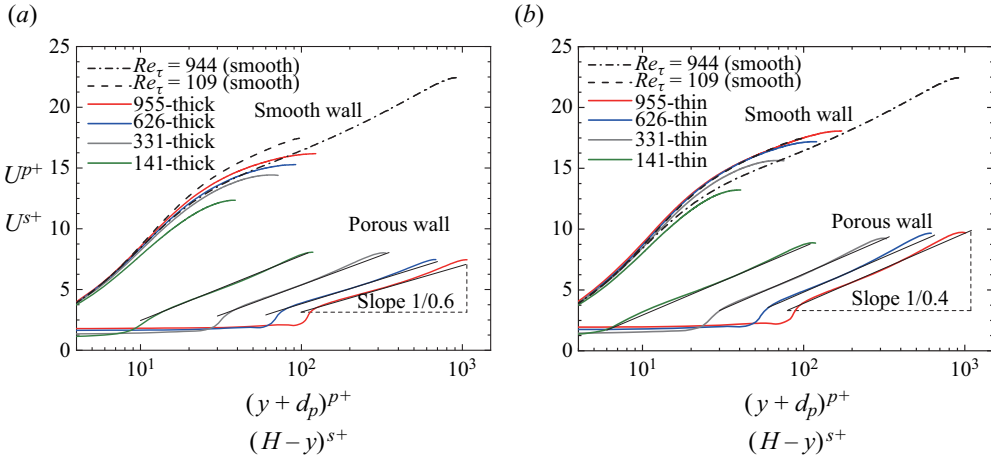 (a)
25
20
15
10
5
0
U^{p+}
U^{s+}
Re_τ = 944 (smooth)
Re_τ = 109 (smooth)
955-thick
626-thick
331-thick
141-thick
Smooth wall
Porous wall
Slope 1/0.6
10^1
10^2
10^3
(y + d_p)^{p+}
(H – y)^{s+}
(b)
25
20
15
10
5
0
Re_τ = 944 (smooth)
Re_τ = 109 (smooth)
955-thin
626-thin
331-thin
141-thin
Smooth wall
Porous wall
Slope 1/0.4
10^1
10^2
10^3
(y + d_p)^{p+}
(H – y)^{s+}